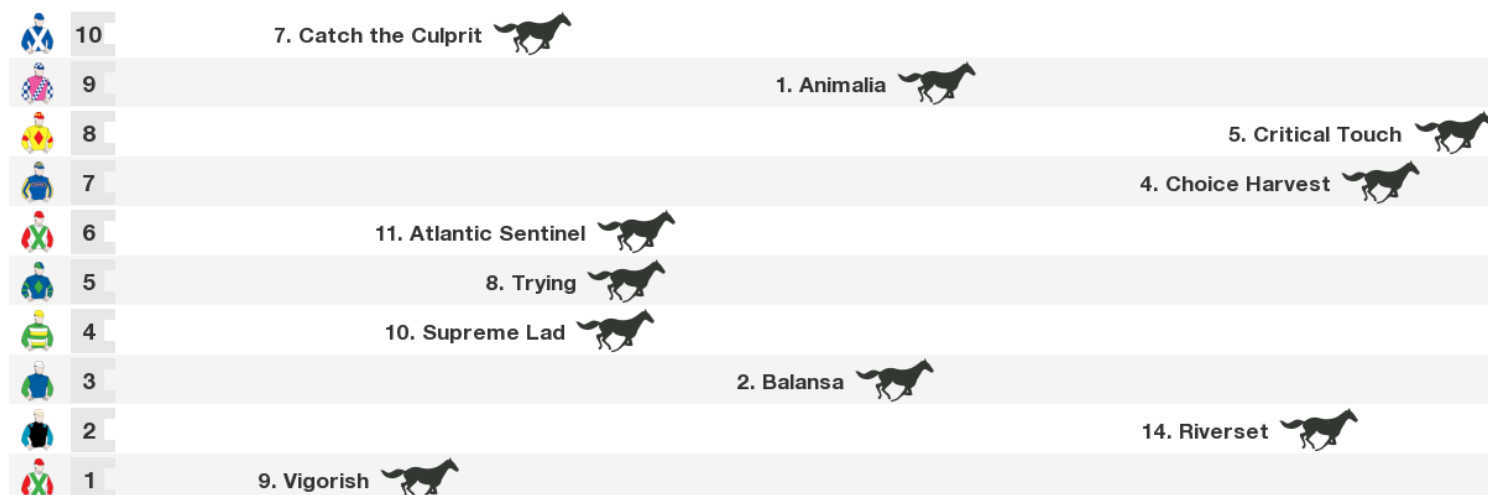 10 7. Catch the Culprit
9 1. Animalia
8 5. Critical Touch
7 4. Choice Harvest
6 11. Atlantic Sentinel
5 8. Trying
4 10. Supreme Lad
3 2. Balansa
2 14. Riverset
1 9. Vigorish